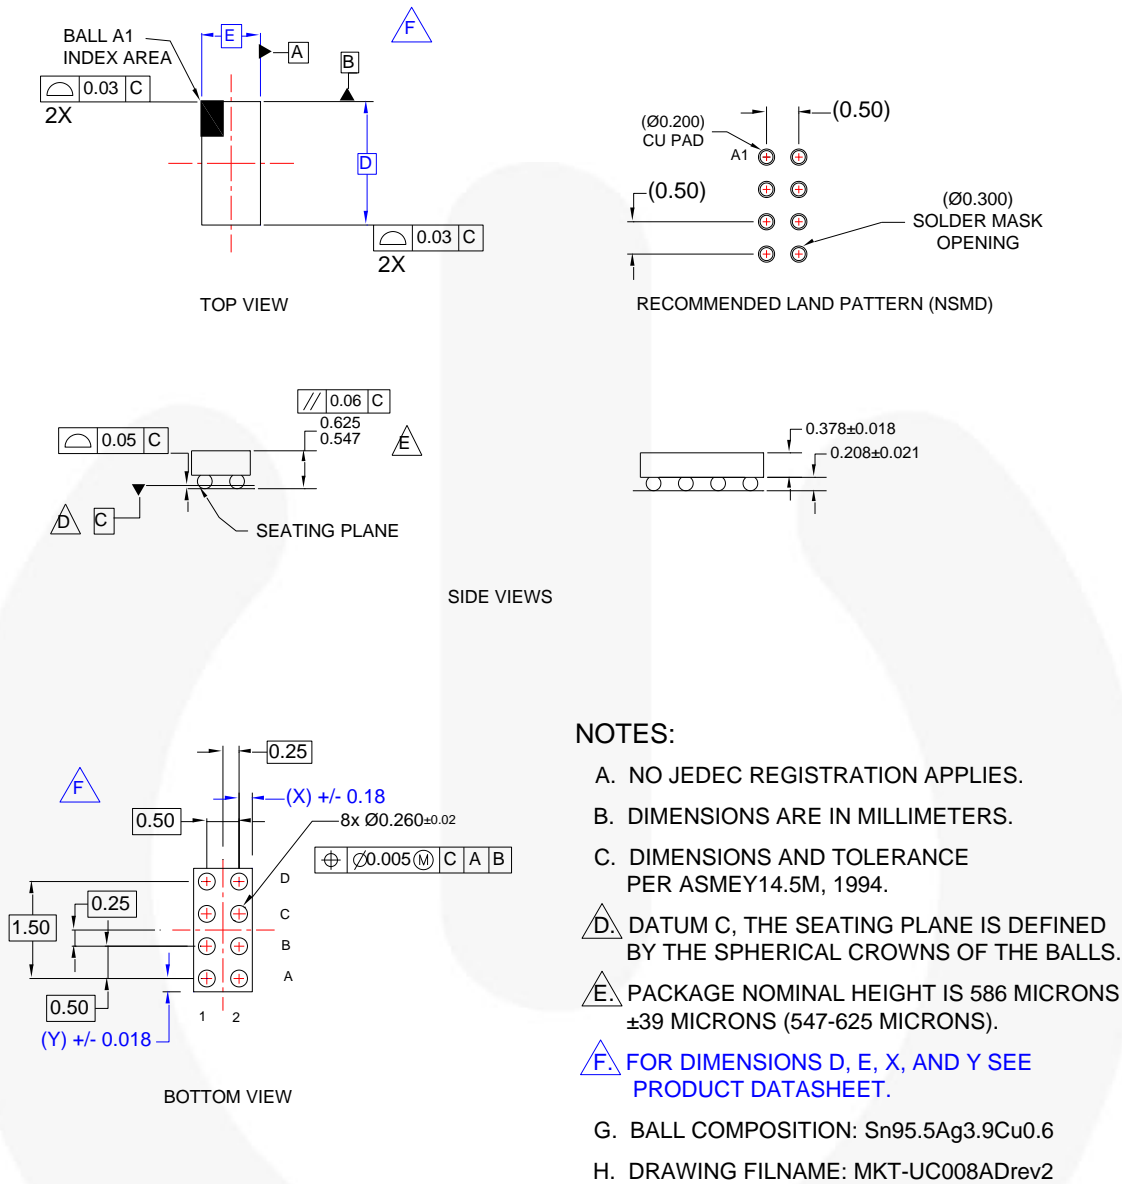 F
BALL A1
INDEX AREA
E
A
B
0.03 C
2X
D
0.03 C
2X
TOP VIEW
(0.50)
(Ø0.200)
CU PAD
A1
(0.50)
(Ø0.300)
SOLDER MASK
OPENING
RECOMMENDED LAND PATTERN (NSMD)
// 0.06 C
0.625
0.547
E
0.05 C
D
C
SEATING PLANE
0.378±0.018
0.208±0.021
SIDE VIEWS
0.25
F
(X) +/- 0.18
0.50
8x Ø0.260±0.02
⌖ Ø0.005Ⓜ C A B
D
C
B
A
0.25
1.50
0.50
1 2
(Y) +/- 0.018
BOTTOM VIEW
NOTES:
A. NO JEDEC REGISTRATION APPLIES.
B. DIMENSIONS ARE IN MILLIMETERS.
C. DIMENSIONS AND TOLERANCE
PER ASMEY14.5M, 1994.
D. DATUM C, THE SEATING PLANE IS DEFINED
BY THE SPHERICAL CROWNS OF THE BALLS.
E. PACKAGE NOMINAL HEIGHT IS 586 MICRONS
±39 MICRONS (547-625 MICRONS).
F. FOR DIMENSIONS D, E, X, AND Y SEE
PRODUCT DATASHEET.
G. BALL COMPOSITION: Sn95.5Ag3.9Cu0.6
H. DRAWING FILNAME: MKT-UC008ADrev2